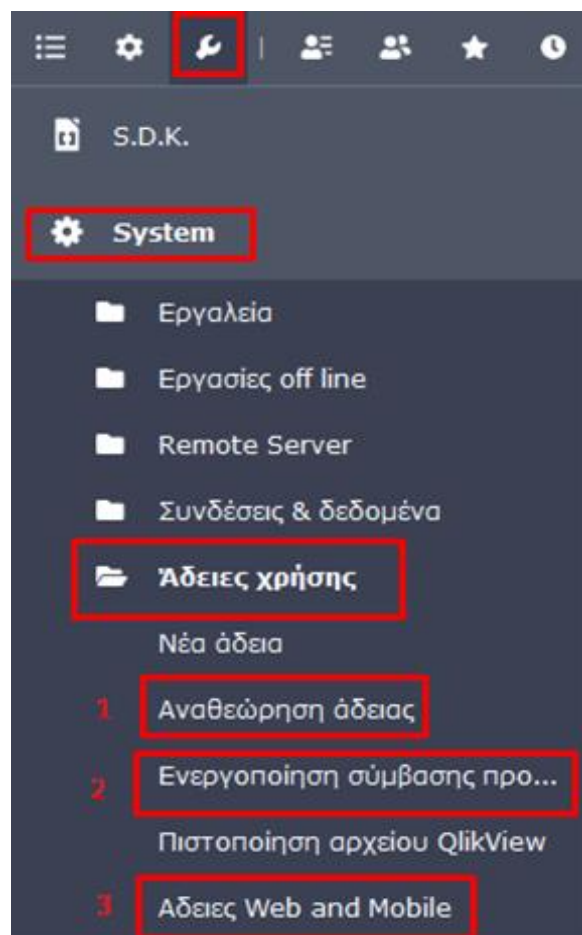 S.D.K.
System
Εργαλεία
Εργασίες off line
Remote Server
Συνδέσεις & δεδομένα
Άδειες χρήσης
Νέα άδεια
1 Αναθεώρηση άδειας
2 Ενεργοποίηση σύμβασης προ...
Πιστοποίηση αρχείου QlikView
3 Αδειες Web and Mobile